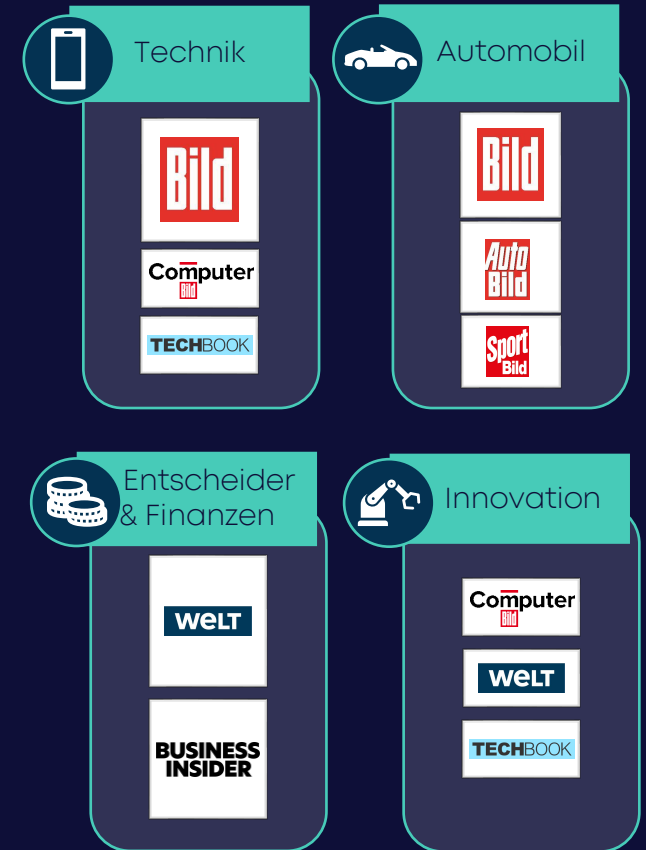 Technik
Bild
Computer
Bild
TECHBOOK
Automobil
Bild
Auto
Bild
Sport
Bild
Entscheider
& Finanzen
WELT
BUSINESS
INSIDER
Innovation
Computer
Bild
WELT
TECHBOOK